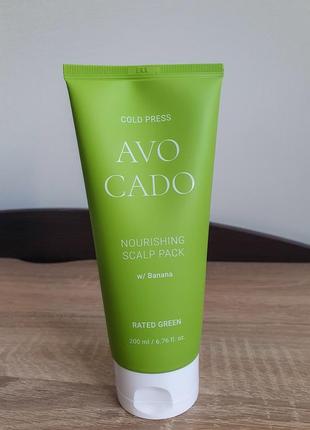 COLD PRESS
AVO
CADO
NOURISHING
SCALP PACK
w/ Banana
RATED GREEN
200 ml / 6.76 fl. oz